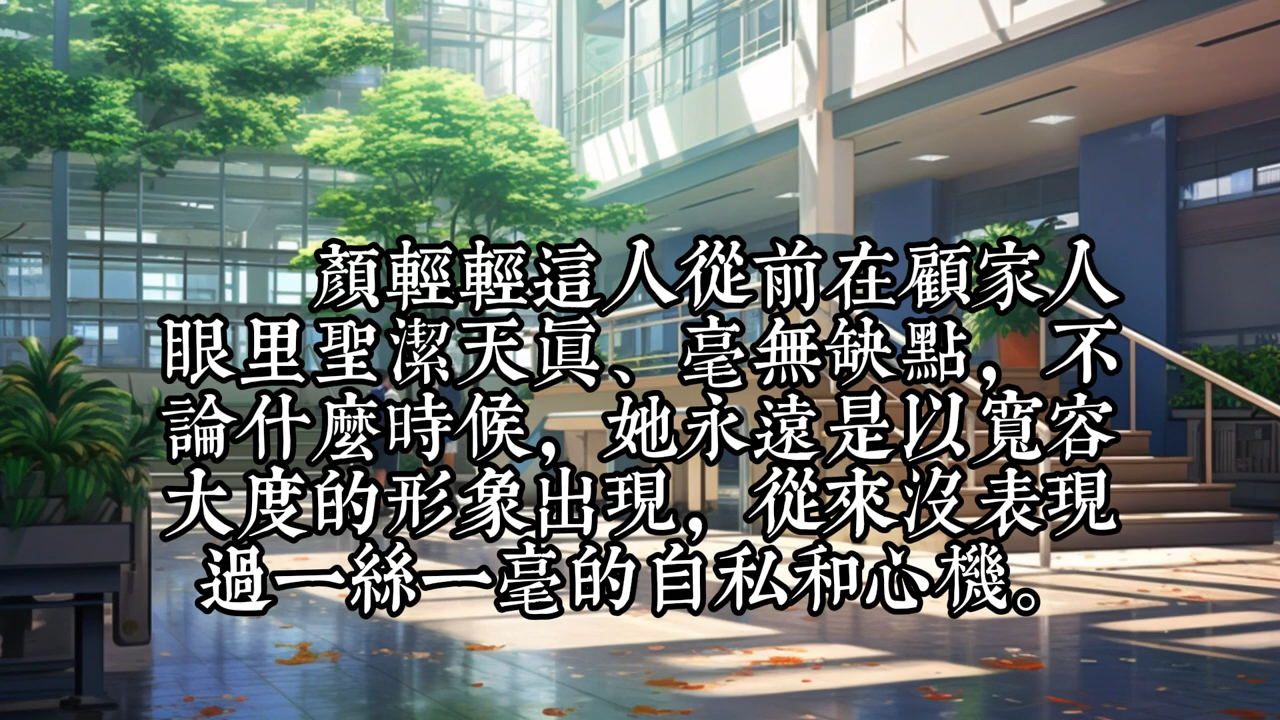 顏輕輕這人從前在顧家人
眼里聖潔天眞、毫無缺點，不
論什麼時候，她永遠是以寬容
大度的形象出現，從來沒表現
過一絲一毫的自私和心機。